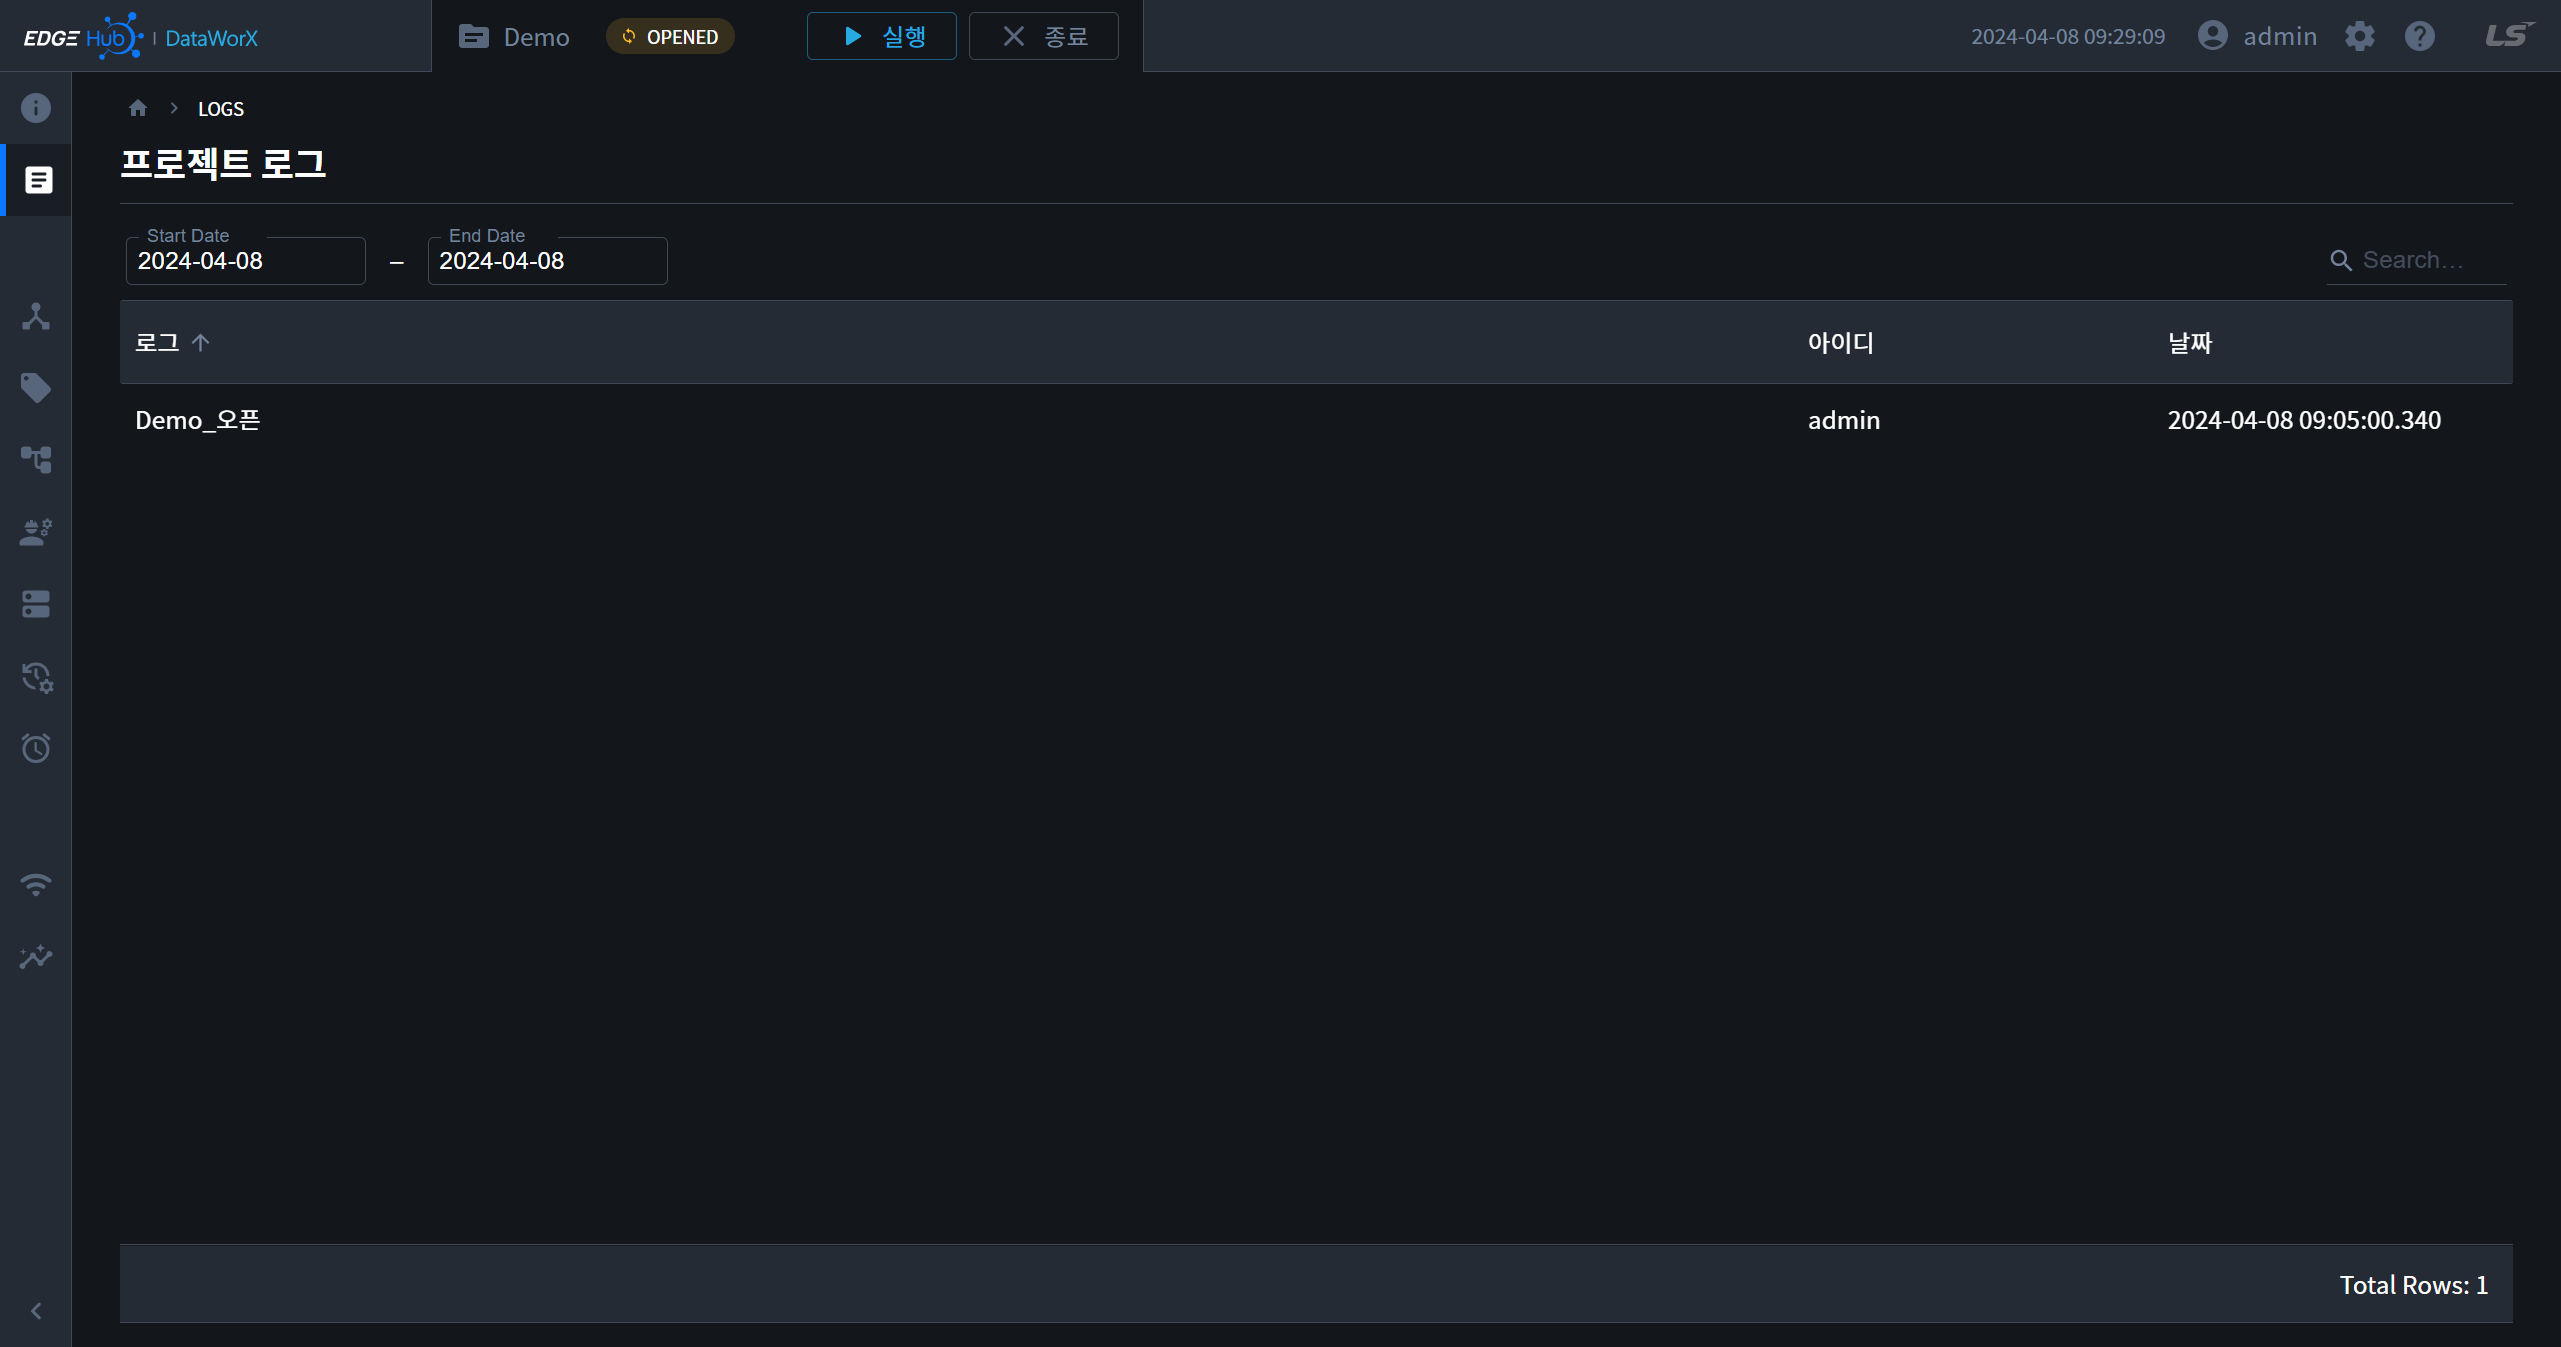 EDGE Hub | DataWorX
Demo
OPENED
실행
종료
2024-04-08 09:29:09
admin
LS
LOGS
프로젝트 로그
Start Date
2024-04-08
–
End Date
2024-04-08
Search…
로그
아이디
날짜
Demo_오픈
admin
2024-04-08 09:05:00.340
Total Rows: 1